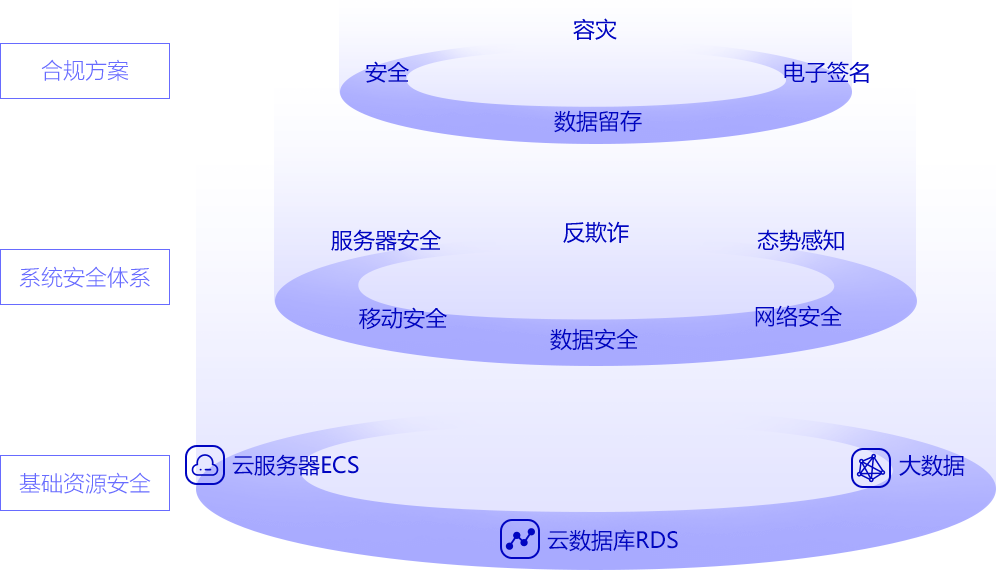 容灾
合规方案
安全
电子签名
数据留存
反欺诈
服务器安全
态势感知
系统安全体系
移动安全
网络安全
数据安全
云服务器ECS
大数据
基础资源安全
云数据库RDS